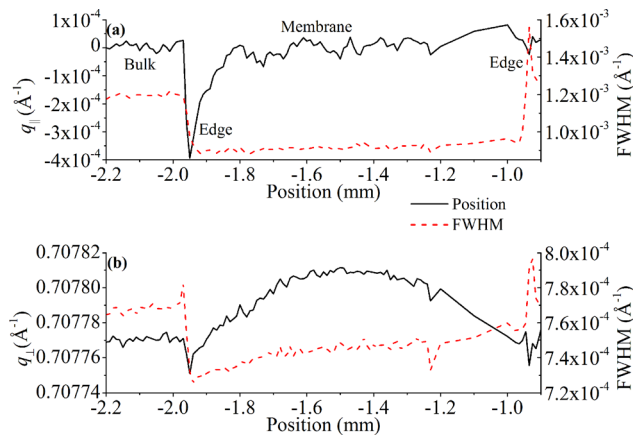 (a)
Membrane
Bulk
Edge
Edge
1x10⁻⁴
0
-1x10⁻⁴
-2x10⁻⁴
-3x10⁻⁴
-4x10⁻⁴
q∥ (Å⁻¹)
1.6x10⁻³
1.4x10⁻³
1.2x10⁻³
1.0x10⁻³
FWHM (Å⁻¹)
-2.2 -2.0 -1.8 -1.6 -1.4 -1.2 -1.0
Position (mm)
Position
FWHM
(b)
0.70782
0.70780
0.70778
0.70776
0.70774
q⊥ (Å⁻¹)
8.0x10⁻⁴
7.8x10⁻⁴
7.6x10⁻⁴
7.4x10⁻⁴
7.2x10⁻⁴
FWHM (Å⁻¹)
-2.2 -2.0 -1.8 -1.6 -1.4 -1.2 -1.0
Position (mm)